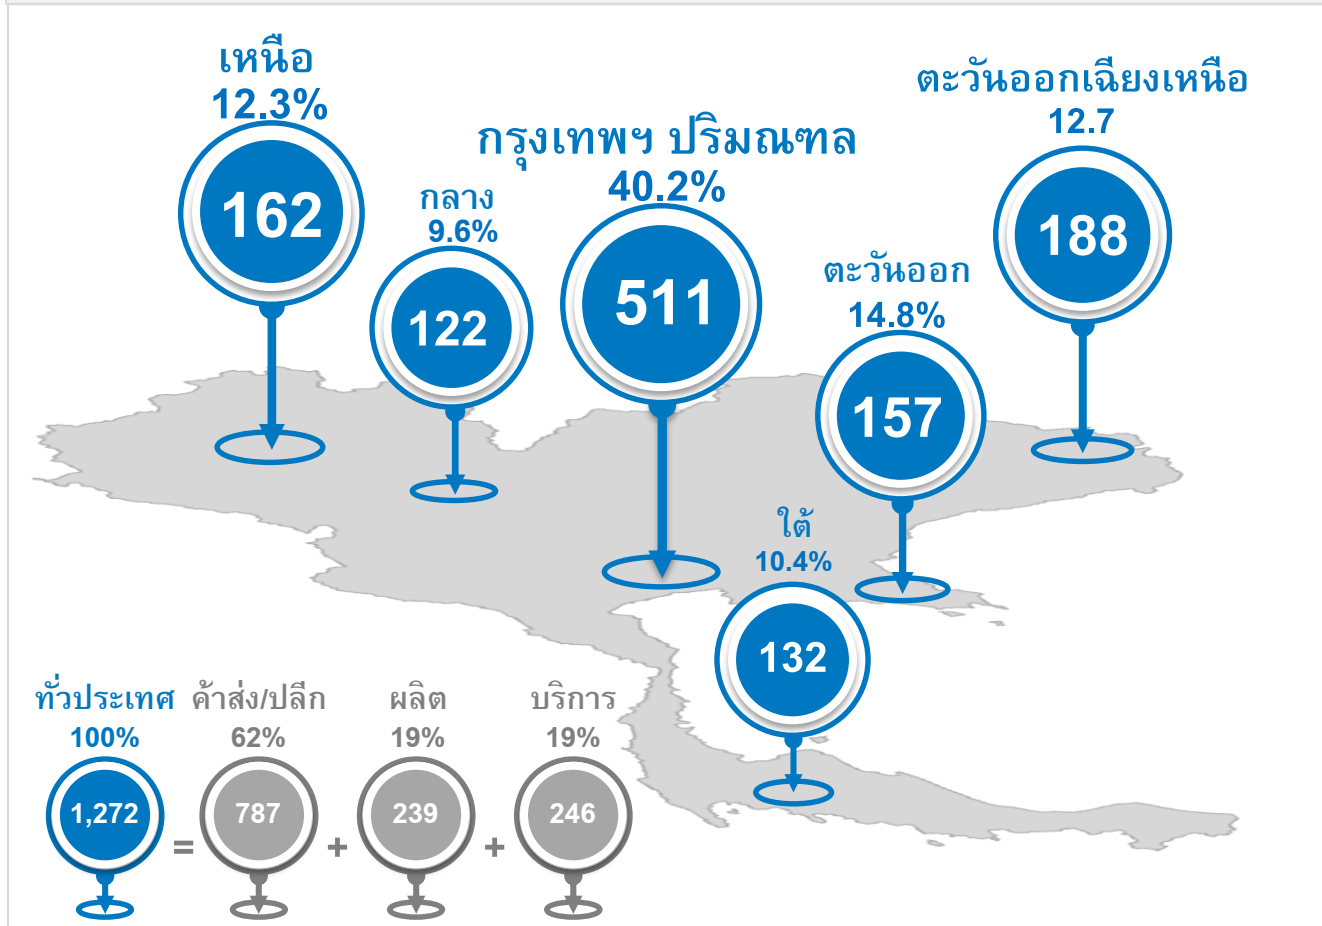 เหนือ
12.3%
162
กลาง
9.6%
122
กรุงเทพฯ ปริมณฑล
40.2%
511
ตะวันออก
14.8%
157
ตะวันออกเฉียงเหนือ
12.7
188
ใต้
10.4%
132
ทั่วประเทศ ค้าส่ง/ปลีก ผลิต บริการ
100% 62% 19% 19%
1,272 = 787 + 239 + 246